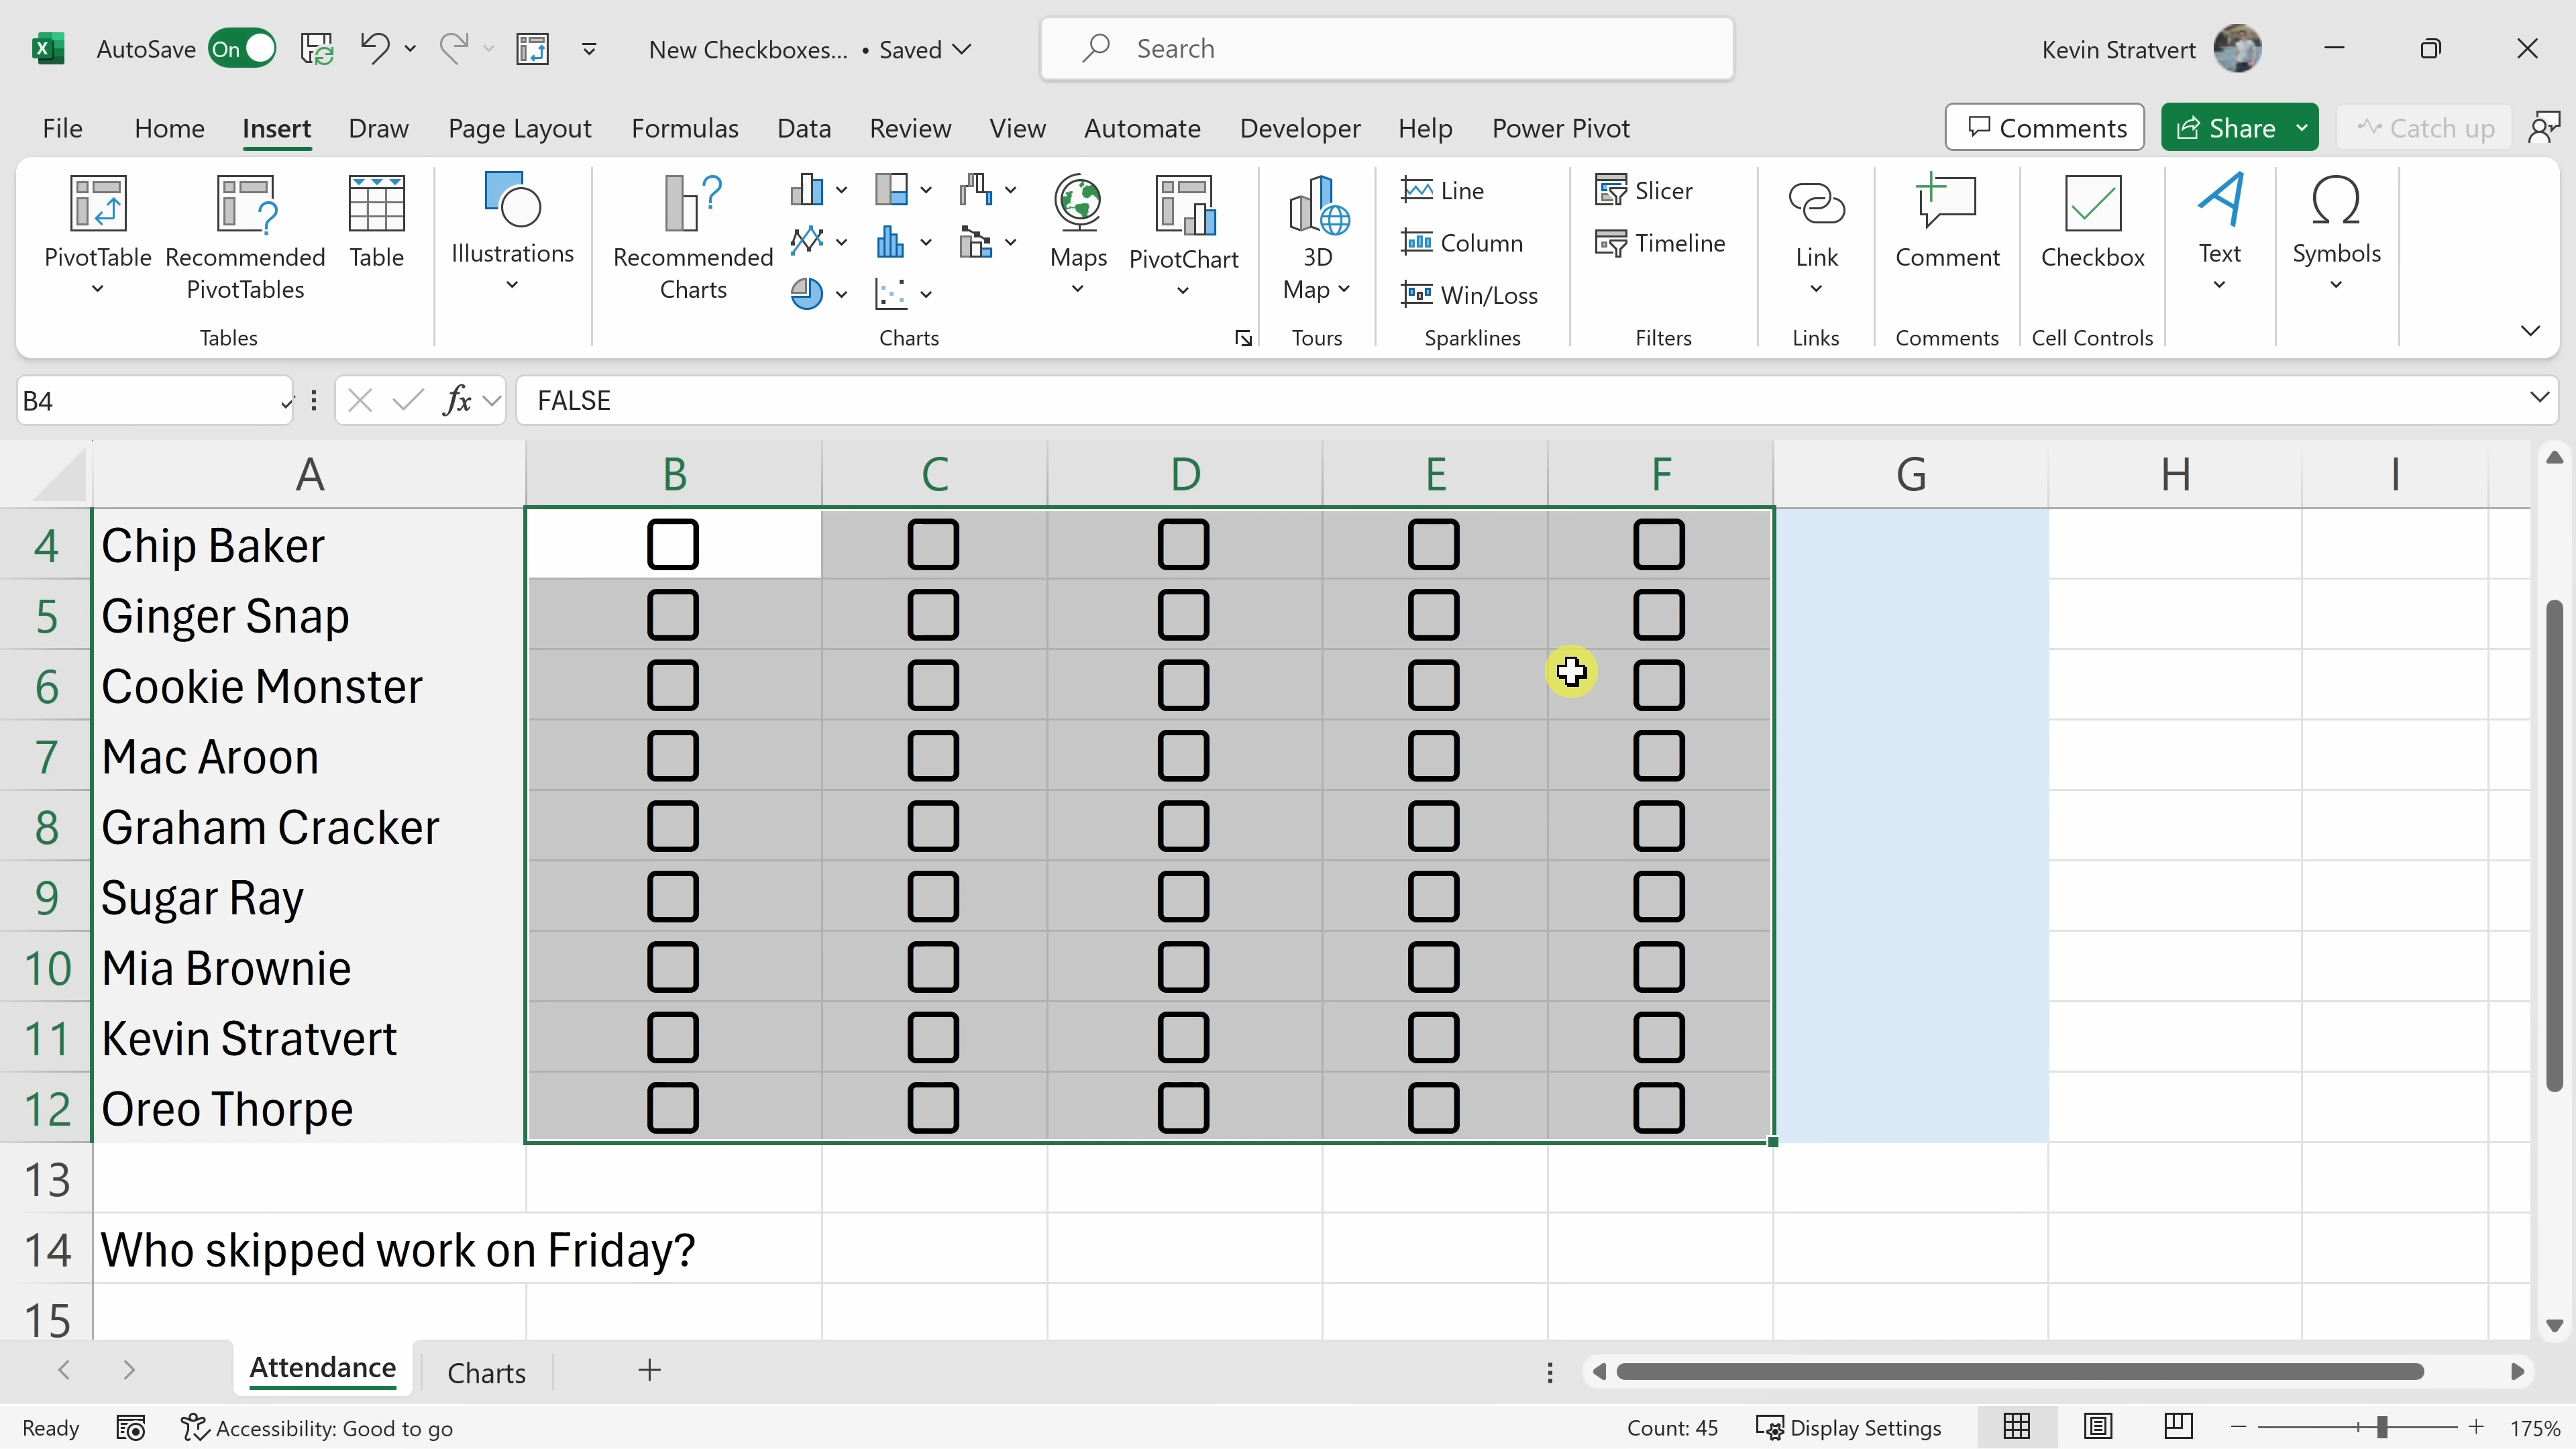 AutoSave On New Checkboxes... • Saved Search Kevin Stratvert
File Home Insert Draw Page Layout Formulas Data Review View Automate Developer Help Power Pivot Comments Share Catch up
PivotTable
Recommended
PivotTables
Table
Tables
Illustrations
Recommended
Charts
Maps
PivotChart
Charts
3D
Map
Tours
Line
Column
Win/Loss
Sparklines
Slicer
Timeline
Filters
Link
Links
Comment
Comments
Checkbox
Cell Controls
Text
Symbols
B4 fx FALSE
A B C D E F G H I
4 Chip Baker
5 Ginger Snap
6 Cookie Monster
7 Mac Aroon
8 Graham Cracker
9 Sugar Ray
10 Mia Brownie
11 Kevin Stratvert
12 Oreo Thorpe
13
14 Who skipped work on Friday?
15
Attendance Charts
Ready Accessibility: Good to go Count: 45 Display Settings 175%